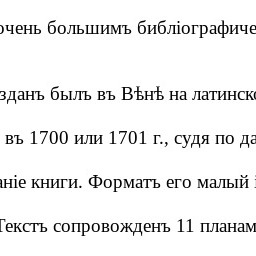 очень большимъ библіографиче
зданъ былъ въ Вѣнѣ на латинск
въ 1700 или 1701 г., судя по да
аніе книги. Форматъ его малый і
Текстъ сопровожденъ 11 планам